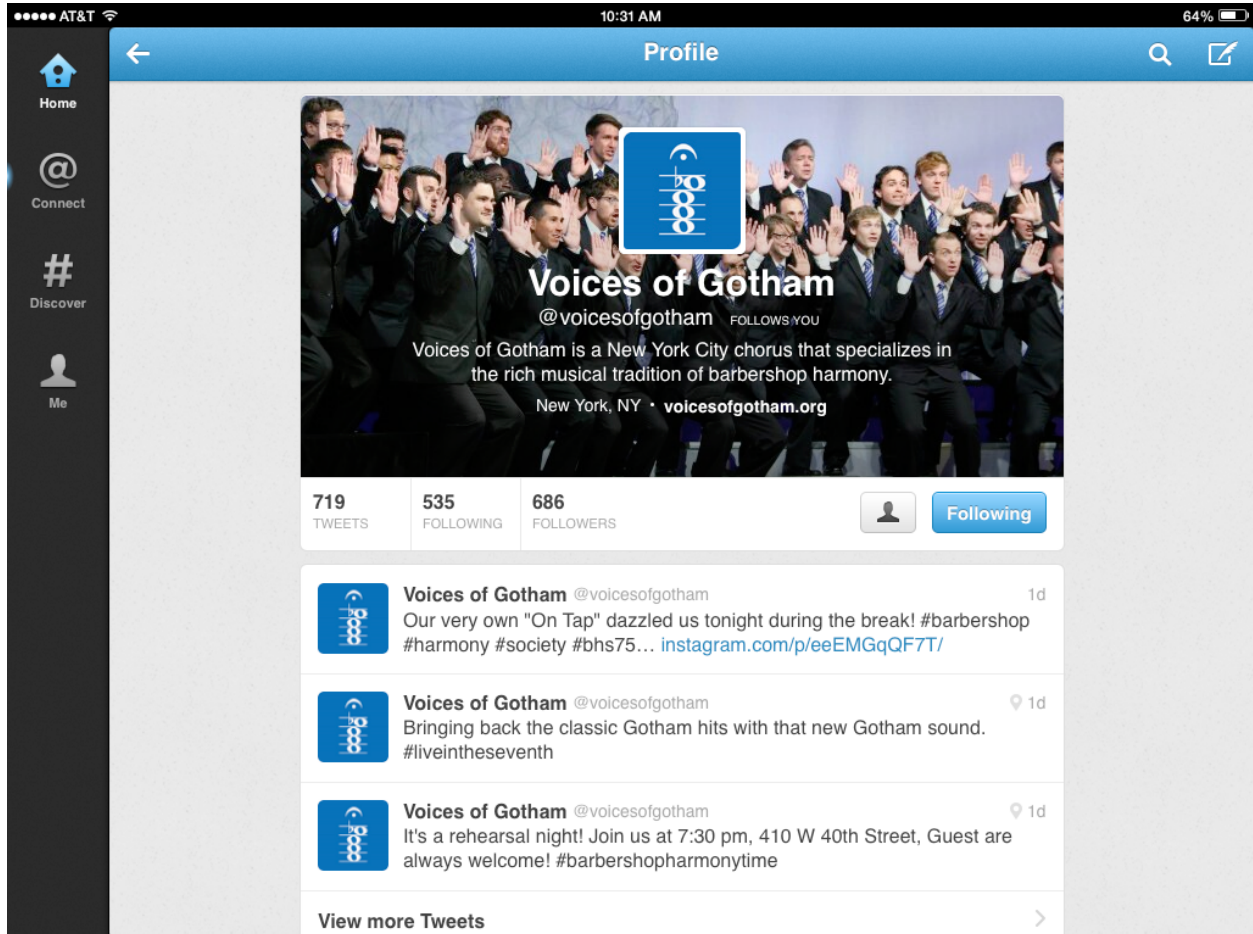 AT&T
10:31 AM
64%
Profile
Home
Connect
Discover
Me
Voices of Gotham
@voicesofgotham FOLLOWS YOU
Voices of Gotham is a New York City chorus that specializes in
the rich musical tradition of barbershop harmony.
New York, NY • voicesofgotham.org
719
TWEETS
535
FOLLOWING
686
FOLLOWERS
Following
Voices of Gotham @voicesofgotham 1d
Our very own "On Tap" dazzled us tonight during the break! #barbershop
#harmony #society #bhs75... instagram.com/p/eeEMGqQF7T/
Voices of Gotham @voicesofgotham 1d
Bringing back the classic Gotham hits with that new Gotham sound.
#liveintheseventh
Voices of Gotham @voicesofgotham 1d
It's a rehearsal night! Join us at 7:30 pm, 410 W 40th Street, Guest are
always welcome! #barbershopharmonytime
View more Tweets